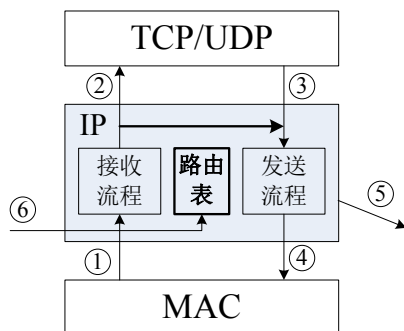 TCP/UDP
② ③
IP
接收 路由 发送
流程 表 流程
⑤
⑥
① ④
MAC